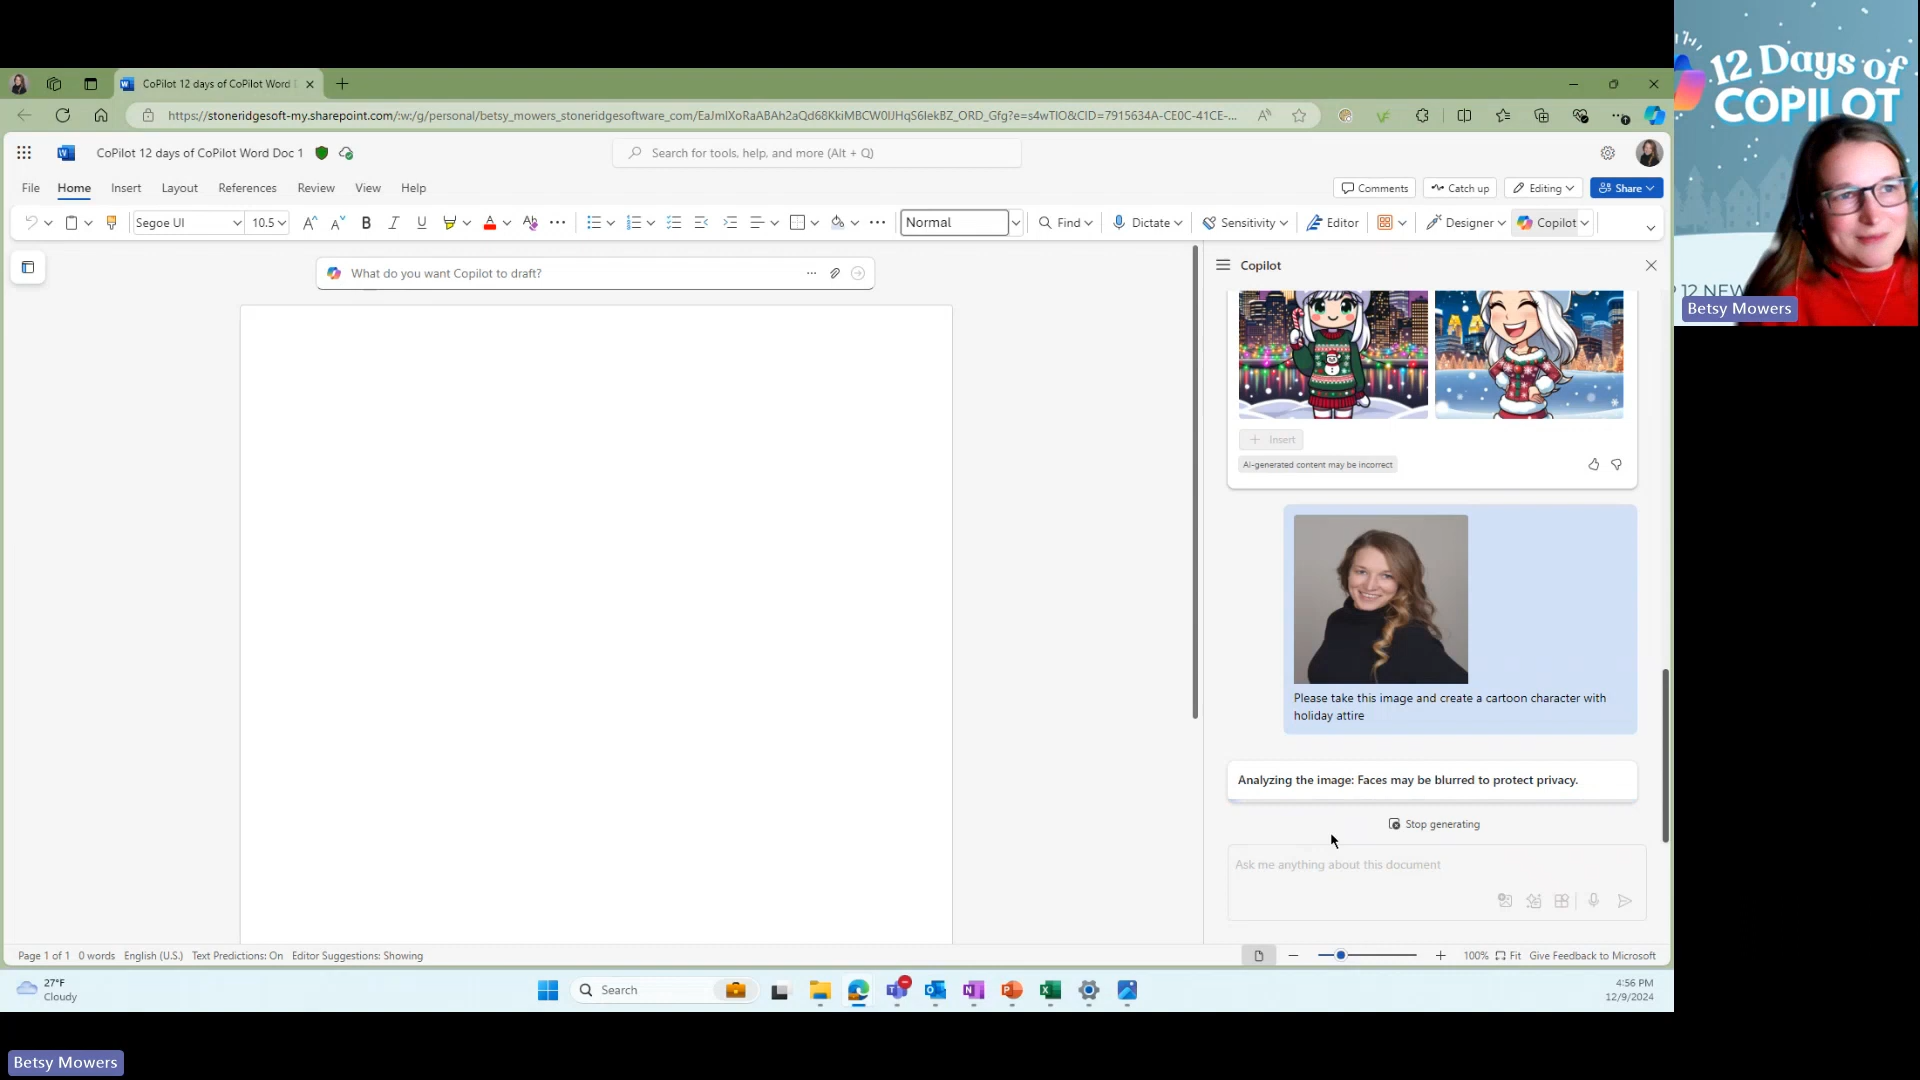 12 Days of
COPILOT
12 NEW
Betsy Mowers
CoPilot 12 days of CoPilot Word
https://stoneridgesoft-my.sharepoint.com/:w:/g/personal/betsy_mowers_stoneridgesoftware_com/EaJmlXoRaABAh2aQd68KkiMBCW0lJHqS6IekBZ_ORD_Gfg?e=s4wTIO&CID=7915634A-CE0C-41CE-...
CoPilot 12 days of CoPilot Word Doc 1
Search for tools, help, and more (Alt + Q)
File Home Insert Layout References Review View Help
Comments Catch up Editing Share
Segoe UI 10.5 Normal Find Dictate Sensitivity Editor Designer Copilot
What do you want Copilot to draft?
Copilot
+ Insert
AI-generated content may be incorrect
Please take this image and create a cartoon character with
holiday attire
Analyzing the image: Faces may be blurred to protect privacy.
Stop generating
Ask me anything about this document
Page 1 of 1 0 words English (U.S.) Text Predictions: On Editor Suggestions: Showing
100% Fit Give Feedback to Microsoft
27°F
Cloudy
Search
4:56 PM
12/9/2024
Betsy Mowers